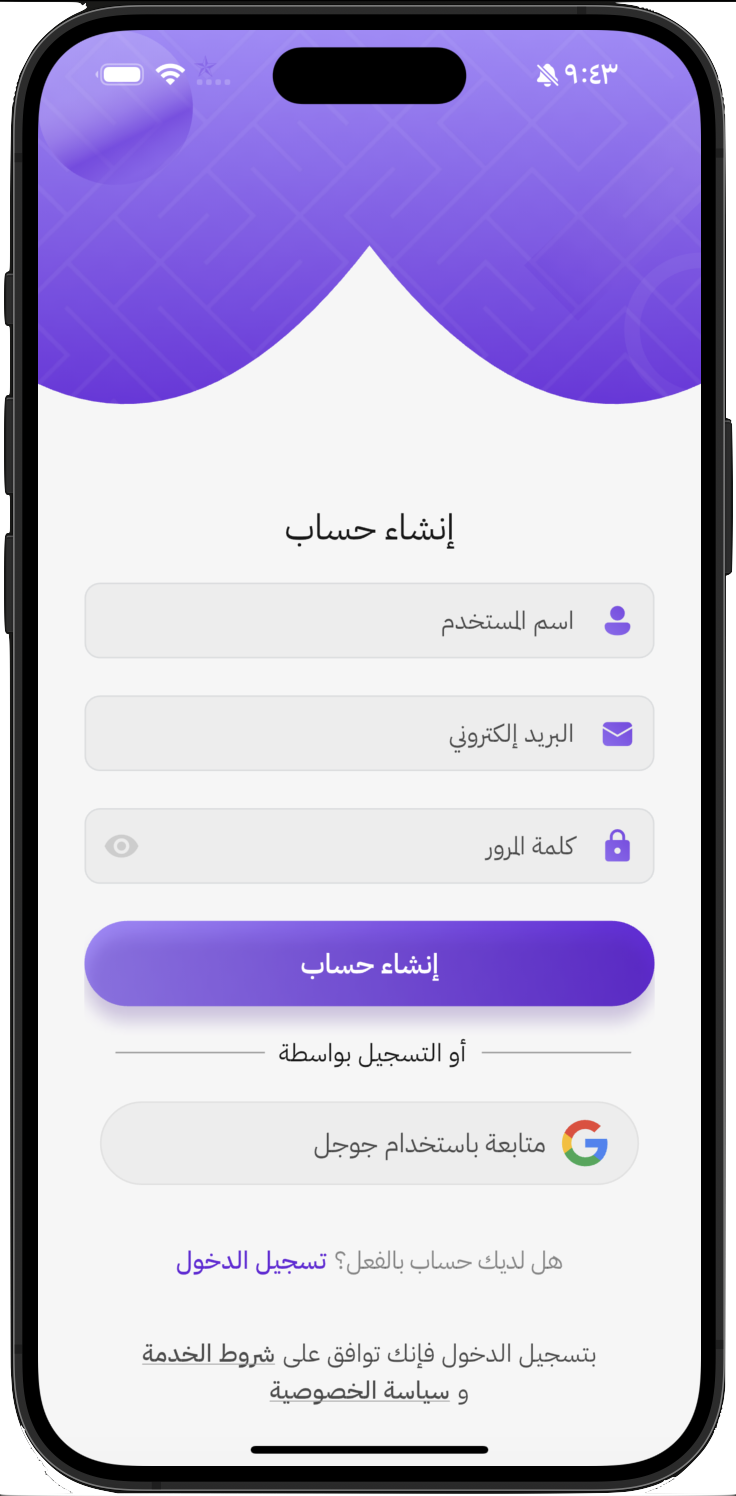 ٩:٤٣
إنشاء حساب
اسم المستخدم
البريد إلكتروني
كلمة المرور
إنشاء حساب
أو التسجيل بواسطة
متابعة باستخدام جوجل
هل لديك حساب بالفعل؟ تسجيل الدخول
بتسجيل الدخول فإنك توافق على شروط الخدمة
و سياسة الخصوصية